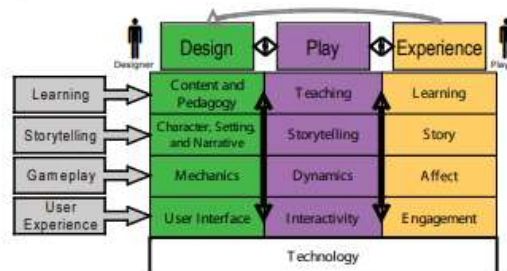 Design
Play
Experience
Designer
Learning
Content and
Pedagogy
Teaching
Learning
Storytelling
Character, Setting,
and Narrative
Storytelling
Story
Gameplay
Mechanics
Dynamics
Affect
User
Experience
User Interface
Interactivity
Engagement
Technology